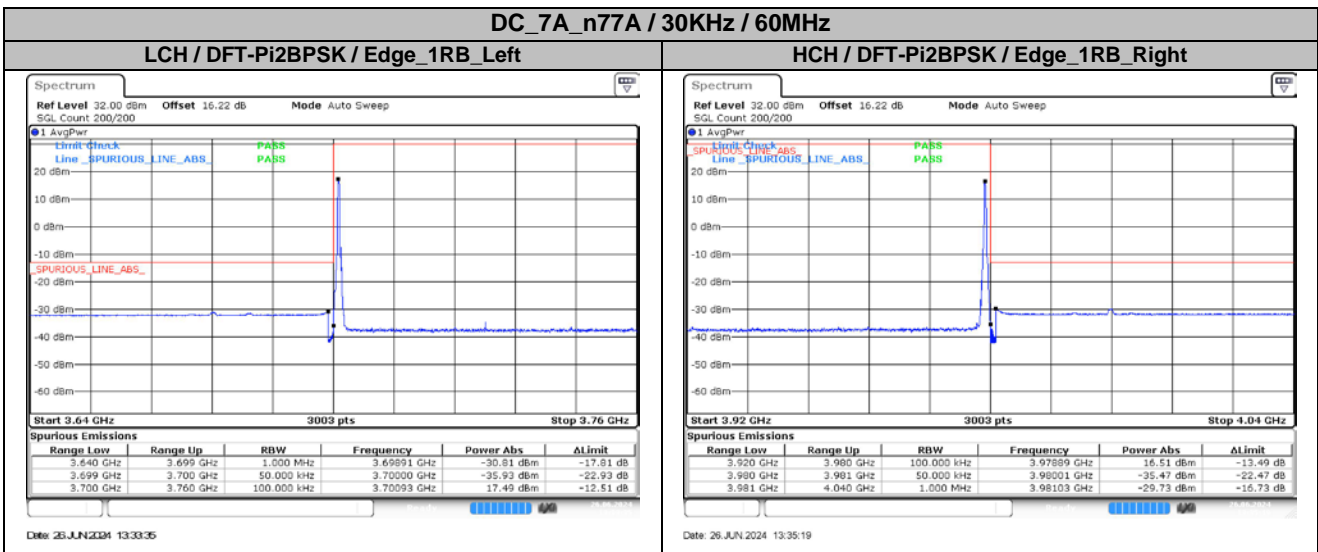 DC_7A_n77A / 30KHz / 60MHz
LCH / DFT-Pi2BPSK / Edge_1RB_Left
Spectrum
Ref Level 32.00 dBm Offset 16.22 dB Mode Auto Sweep
SGL Count 200/200
1 AvgPwr
Limit Check PASS
Line _SPURIOUS_LINE_ABS_ PASS
20 dBm
10 dBm
0 dBm
-10 dBm
_SPURIOUS_LINE_ABS_
-20 dBm
-30 dBm
-40 dBm
-50 dBm
-60 dBm
Start 3.64 GHz 3003 pts Stop 3.76 GHz
Spurious Emissions
Range Low Range Up RBW Frequency Power Abs ΔLimit
3.640 GHz 3.699 GHz 1.000 MHz 3.69891 GHz -30.81 dBm -17.81 dB
3.699 GHz 3.700 GHz 50.000 kHz 3.70000 GHz -35.93 dBm -22.93 dB
3.700 GHz 3.760 GHz 100.000 kHz 3.70093 GHz 17.49 dBm -12.51 dB
Date: 26.JUN.2024 13:33:35
HCH / DFT-Pi2BPSK / Edge_1RB_Right
Spectrum
Ref Level 32.00 dBm Offset 16.22 dB Mode Auto Sweep
SGL Count 200/200
1 AvgPwr
Limit Check PASS
_SPURIOUS_LINE_ABS_
Line _SPURIOUS_LINE_ABS_ PASS
20 dBm
10 dBm
0 dBm
-10 dBm
-20 dBm
-30 dBm
-40 dBm
-50 dBm
-60 dBm
Start 3.92 GHz 3003 pts Stop 4.04 GHz
Spurious Emissions
Range Low Range Up RBW Frequency Power Abs ΔLimit
3.920 GHz 3.980 GHz 100.000 kHz 3.97889 GHz 16.51 dBm -13.49 dB
3.980 GHz 3.981 GHz 50.000 kHz 3.98001 GHz -35.47 dBm -22.47 dB
3.981 GHz 4.040 GHz 1.000 MHz 3.98103 GHz -29.73 dBm -16.73 dB
Date: 26.JUN.2024 13:35:19